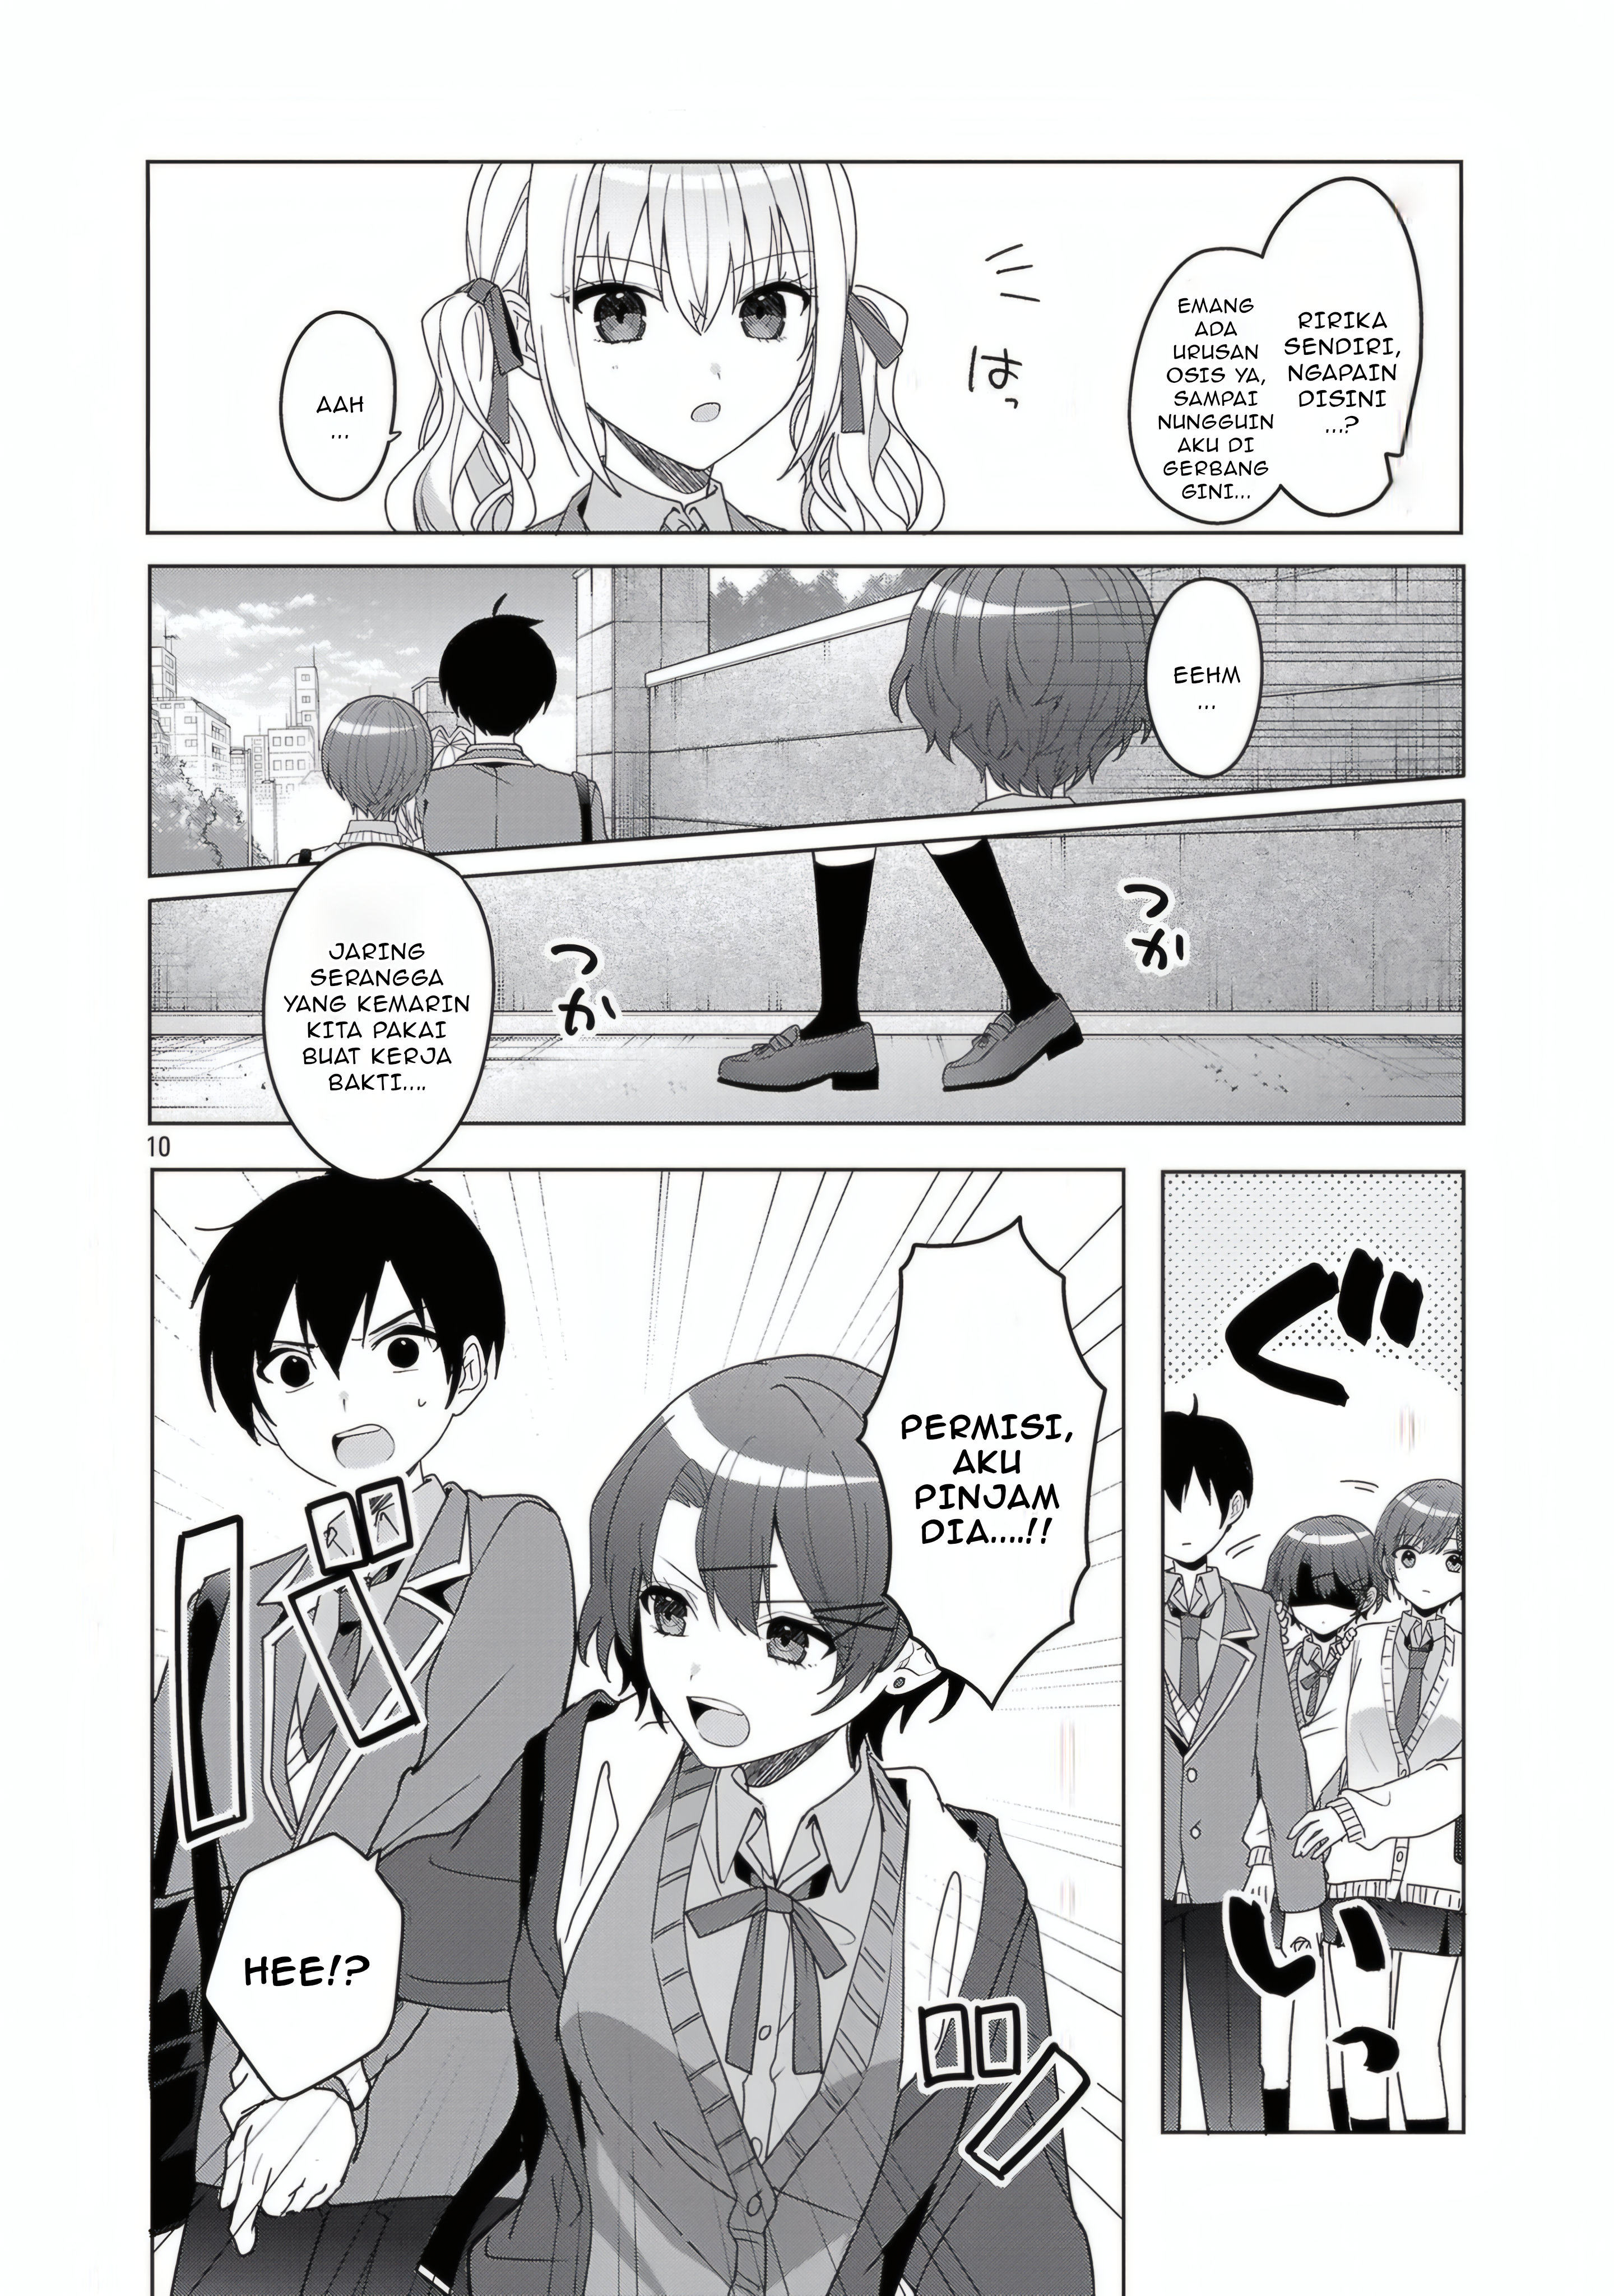 RIRIKA
SENDIRI,
NGAPAIN
DISINI
...?
EMANG
ADA
URUSAN
OSIS YA,
SAMPAI
NUNGGUIN
AKU DI
GERBANG
GINI...
はっ
AAH
...
EEHM
...
つか
つか
JARING
SERANGGA
YANG KEMARIN
KITA PAKAI
BUAT KERJA
BAKTI....
10
ぐいっ
PERMISI,
AKU
PINJAM
DIA....!!
HEE!?